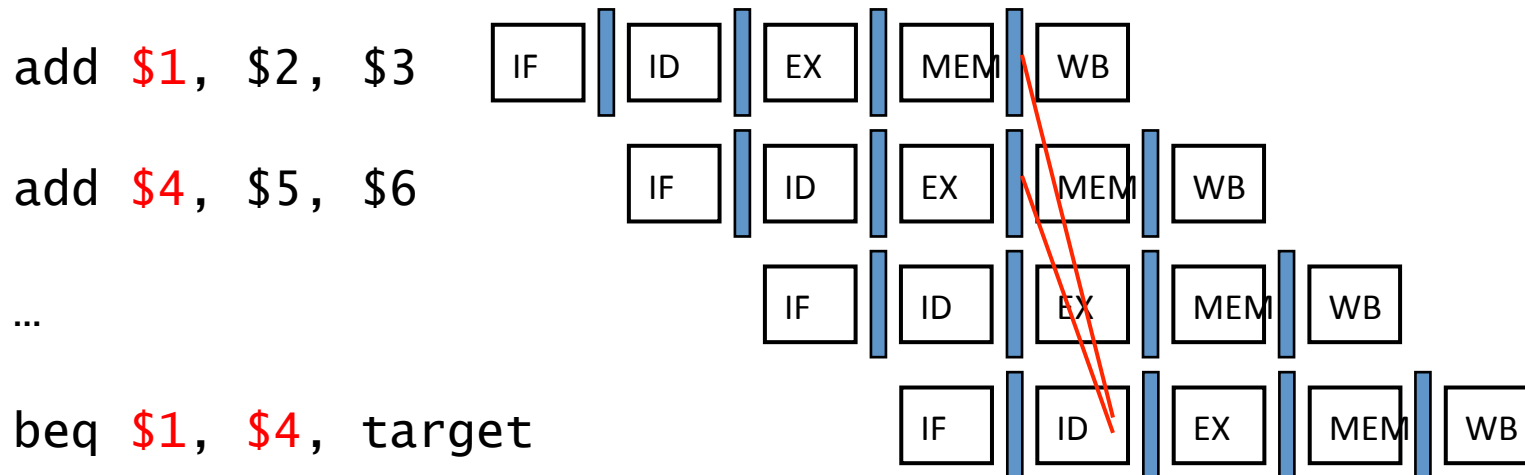 add $1, $2, $3 IF ID EX MEM WB
add $4, $5, $6 IF ID EX MEM WB
… IF ID EX MEM WB
beq $1, $4, target IF ID EX MEM WB